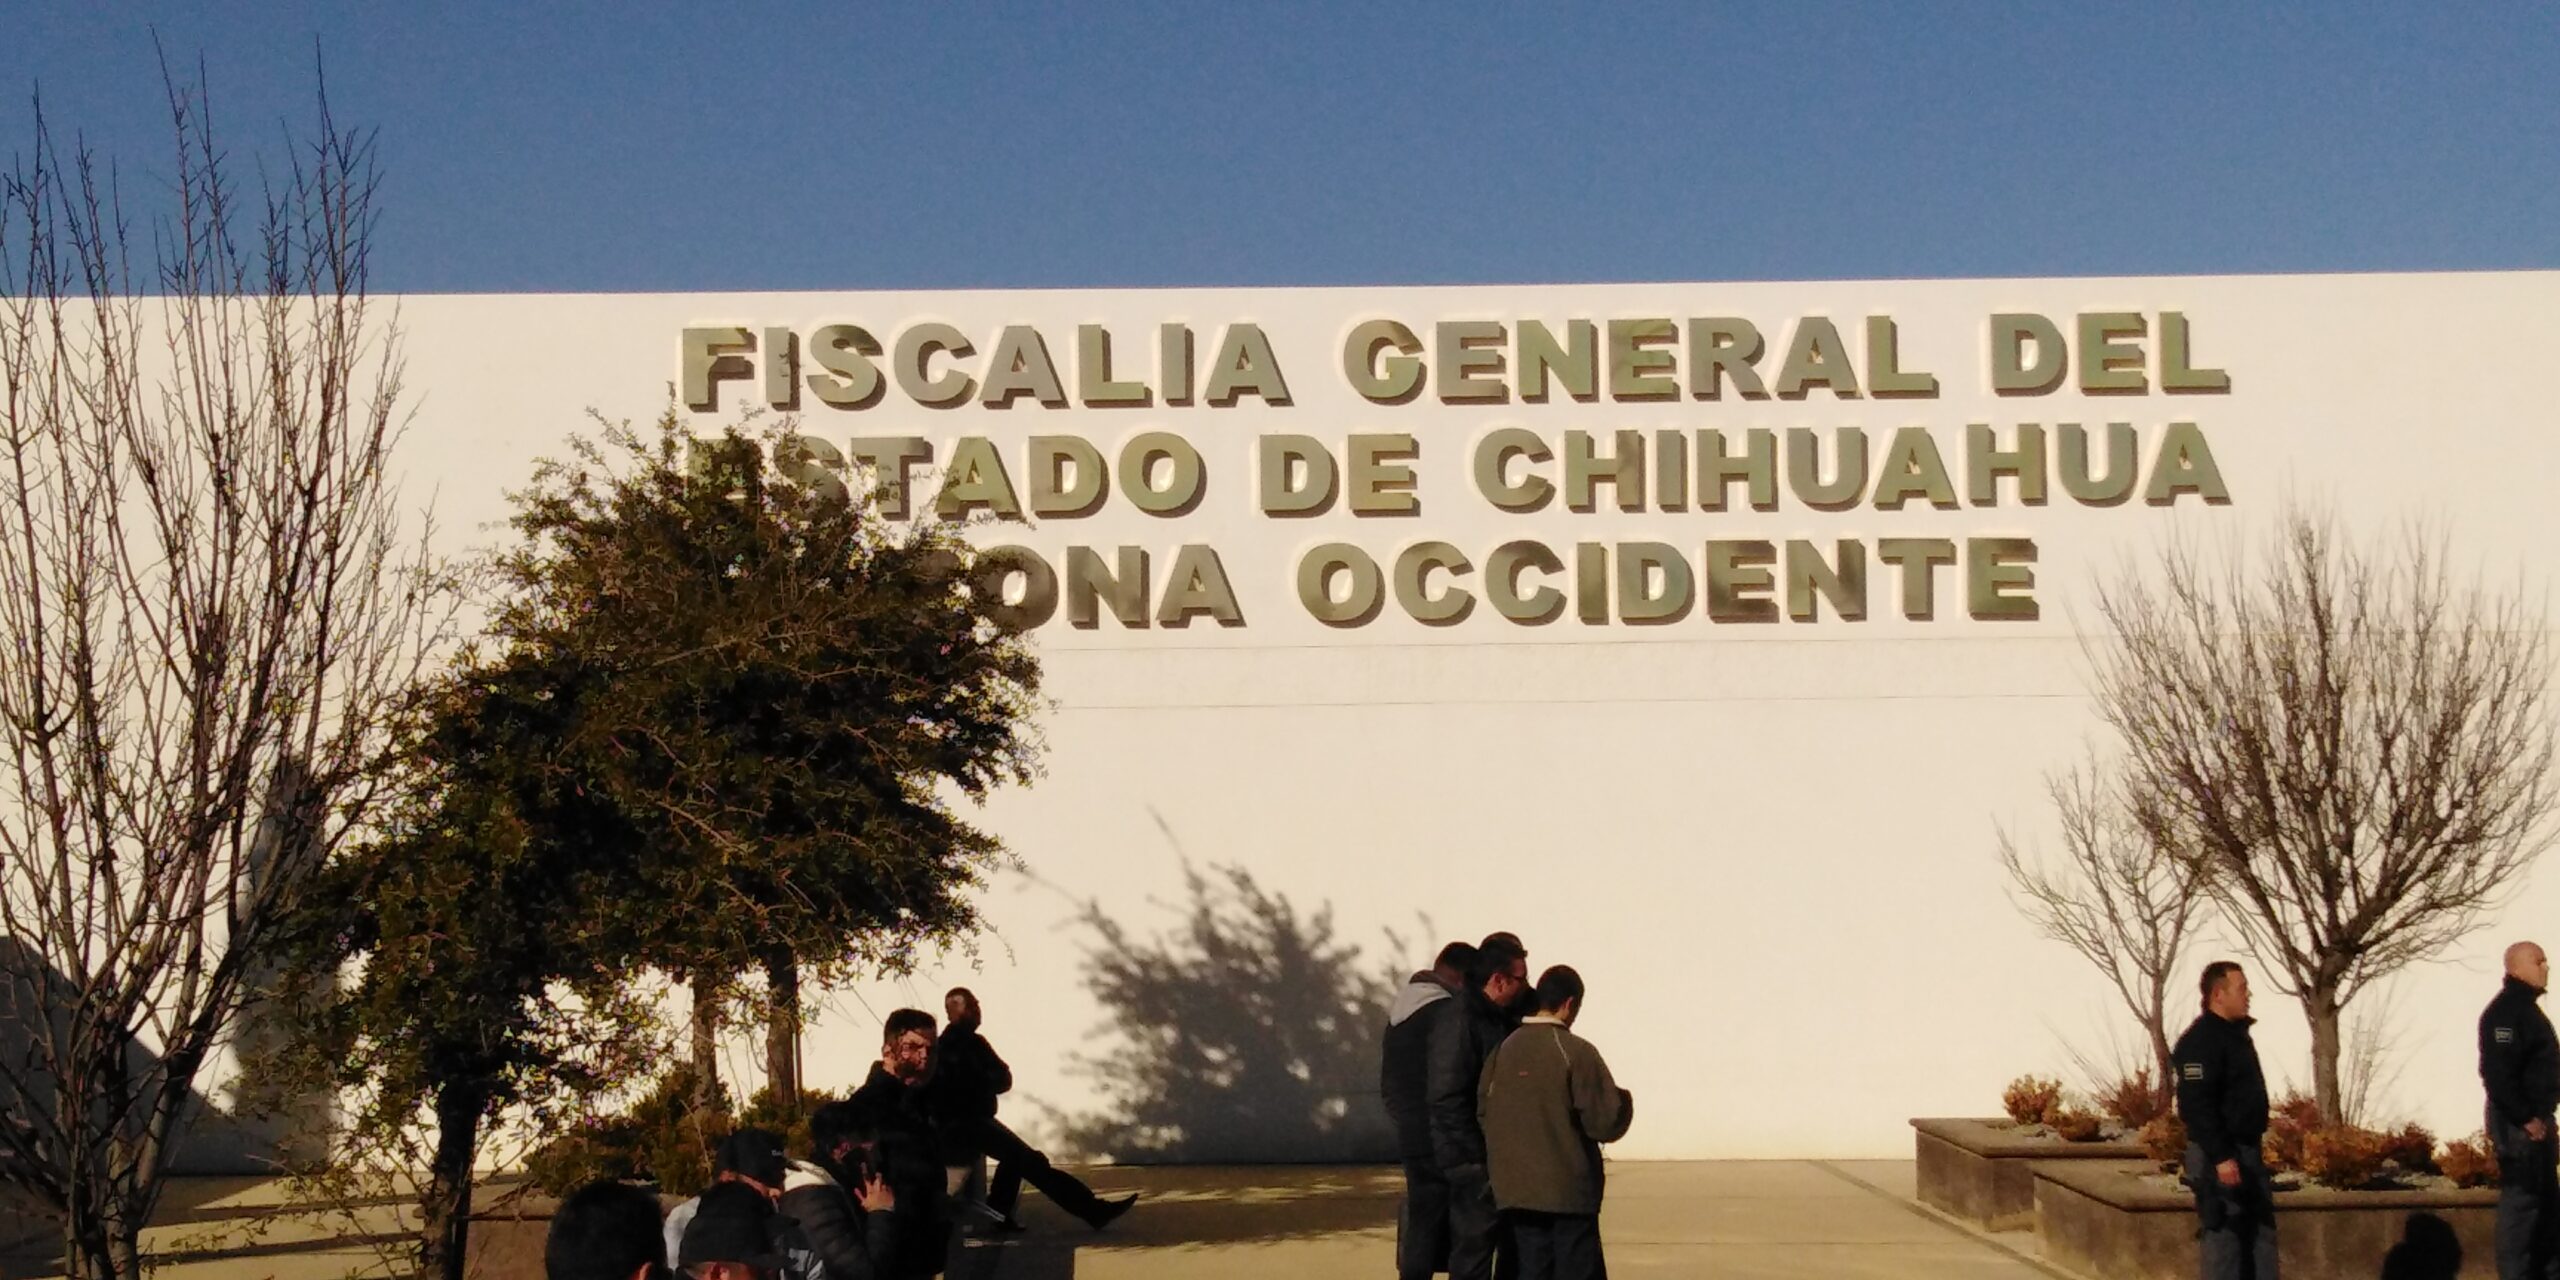 FISCALIA GENERAL DEL
ESTADO DE CHIHUAHUA
ZONA OCCIDENTE